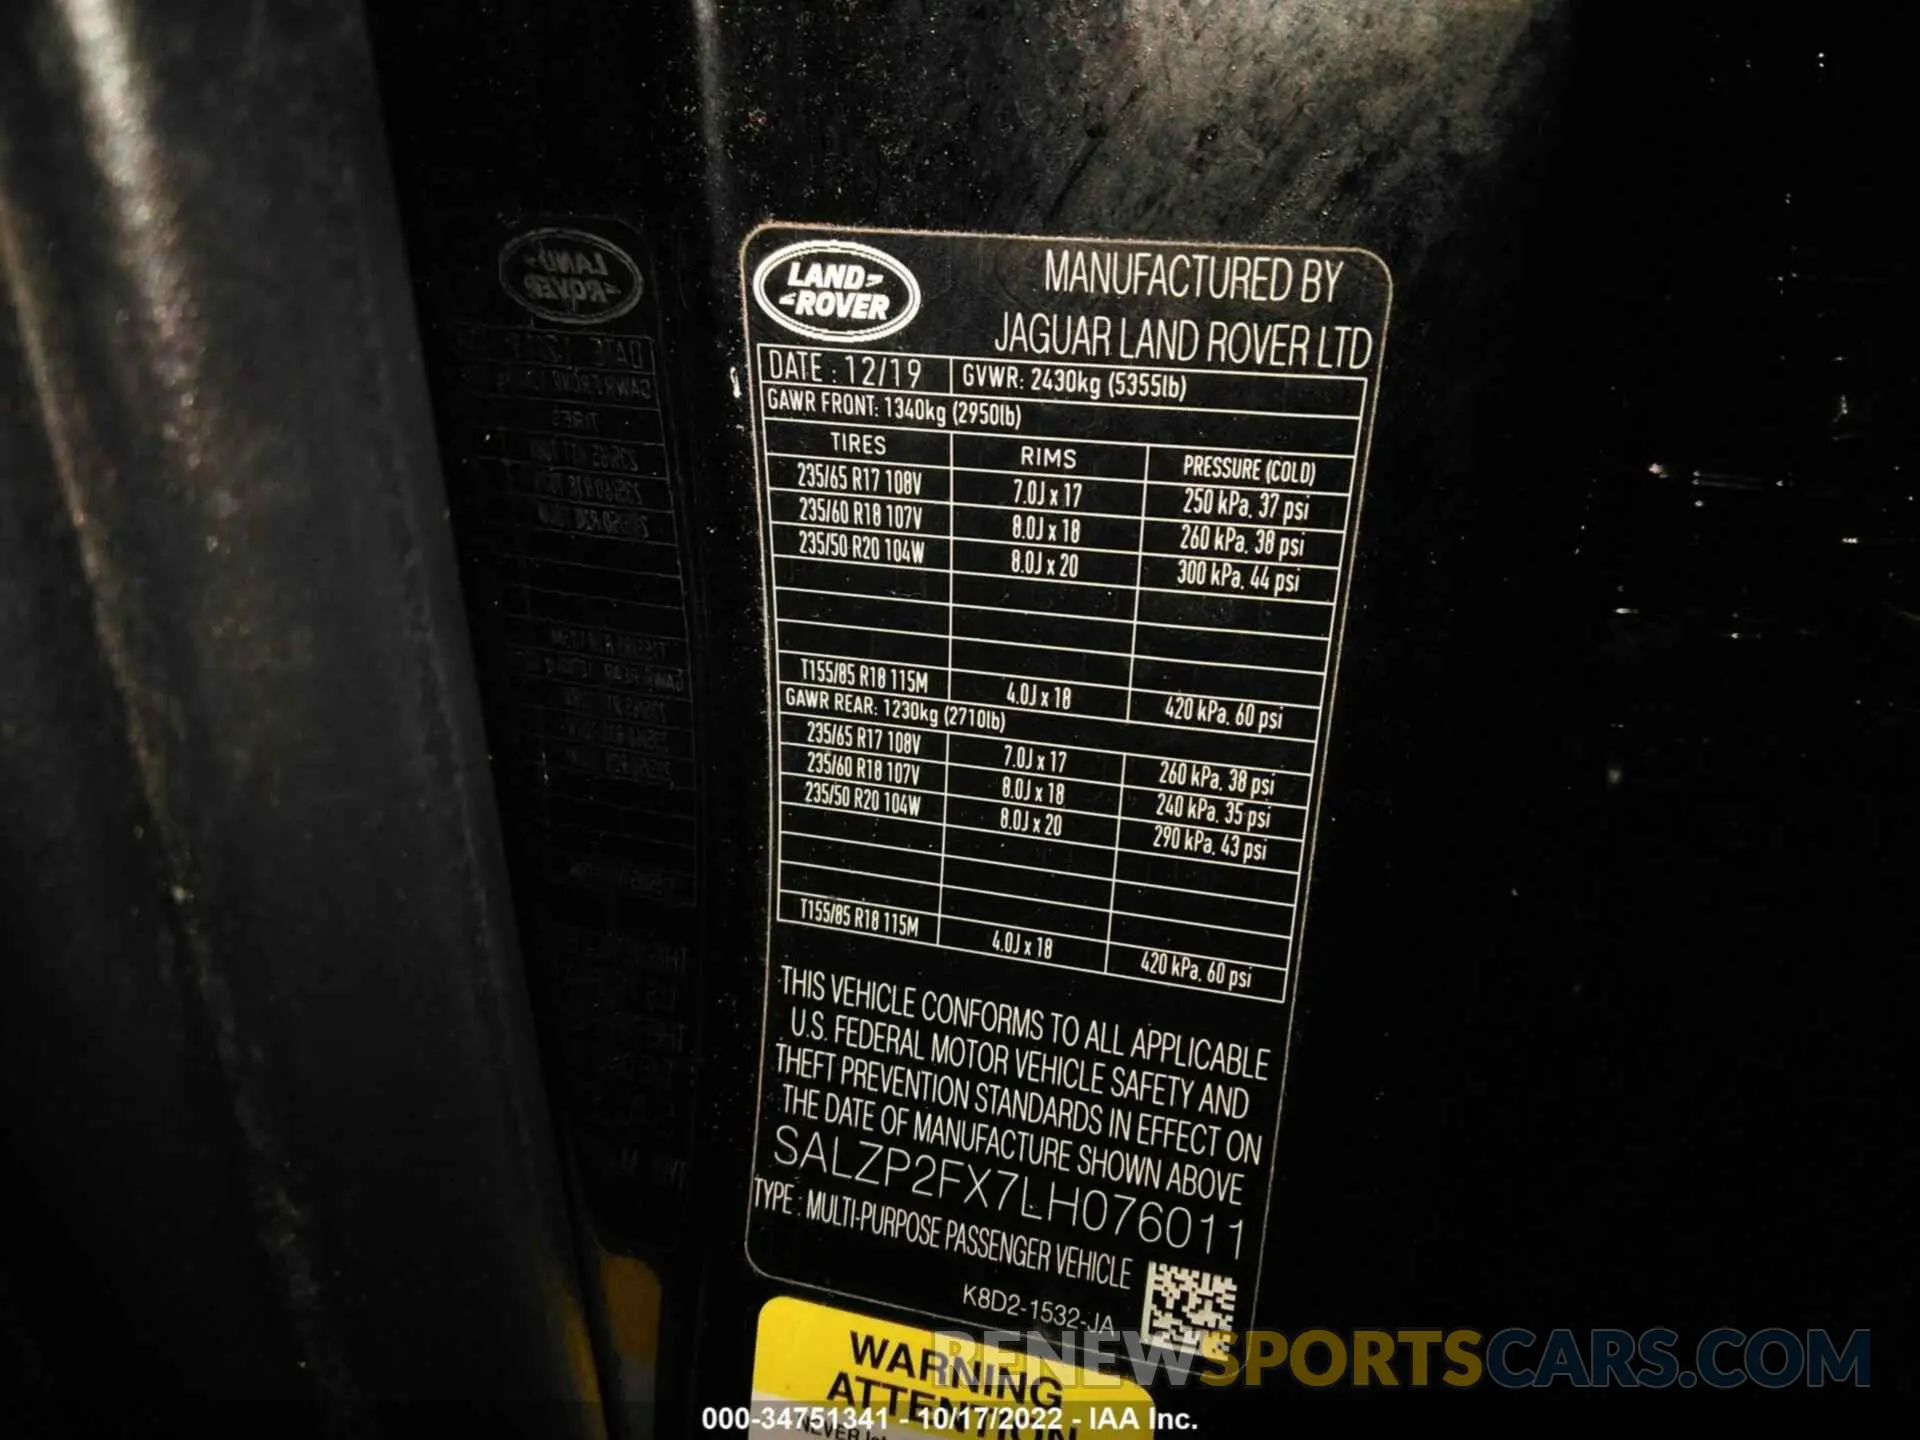 LAND ROVER
MANUFACTURED BY
JAGUAR LAND ROVER LTD
DATE : 12/19 GVWR: 2430kg (5355lb)
GAWR FRONT: 1340kg (2950lb)
TIRES RIMS PRESSURE (COLD)
235/65 R17 108V 7.0J x 17 250 kPa, 37 psi
235/60 R18 107V 8.0J x 18 260 kPa, 38 psi
235/50 R20 104W 8.0J x 20 300 kPa, 44 psi
T155/85 R18 115M 4.0J x 18 420 kPa, 60 psi
GAWR REAR: 1230kg (2710lb)
235/65 R17 108V 7.0J x 17 260 kPa, 38 psi
235/60 R18 107V 8.0J x 18 240 kPa, 35 psi
235/50 R20 104W 8.0J x 20 290 kPa, 43 psi
T155/85 R18 115M 4.0J x 18 420 kPa, 60 psi
THIS VEHICLE CONFORMS TO ALL APPLICABLE
U.S. FEDERAL MOTOR VEHICLE SAFETY AND
THEFT PREVENTION STANDARDS IN EFFECT ON
THE DATE OF MANUFACTURE SHOWN ABOVE
SALZP2FX7LH076011
TYPE : MULTI-PURPOSE PASSENGER VEHICLE
K8D2-1532-JA
WARNING
ATTENTION
NEVER
RENEWSPORTSCARS.COM
000-34751341 - 10/17/2022 - IAA Inc.